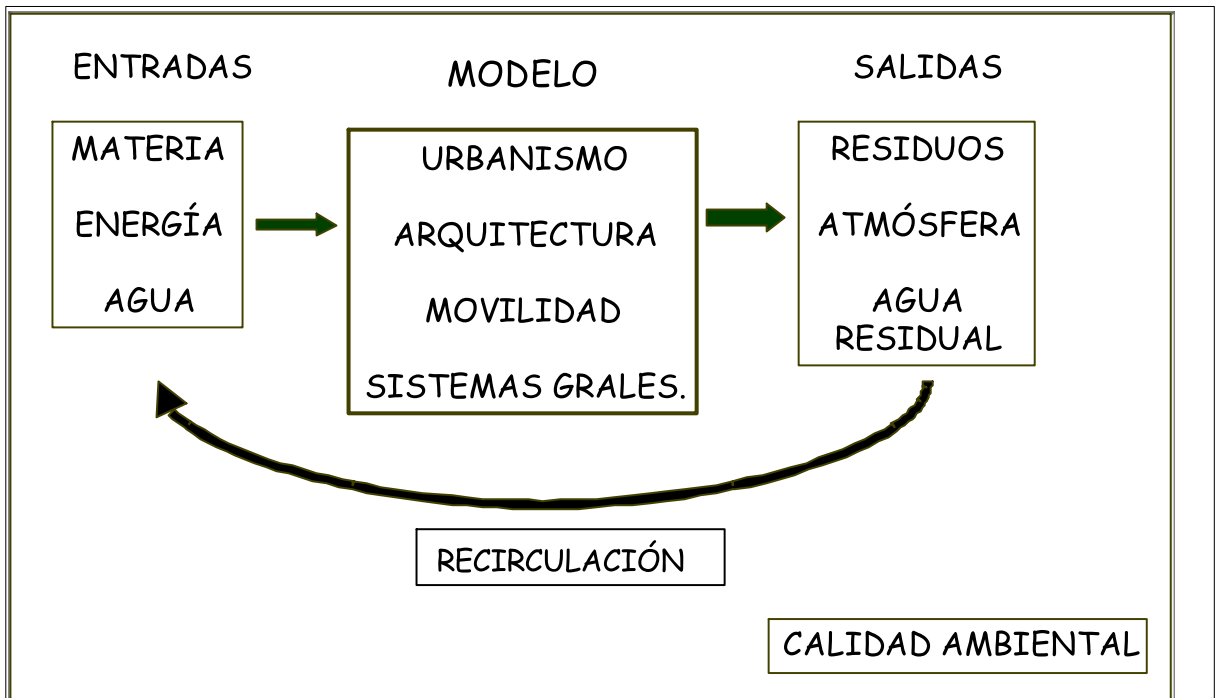 ENTRADAS
MODELO
SALIDAS
MATERIA
ENERGÍA
AGUA
URBANISMO
ARQUITECTURA
MOVILIDAD
SISTEMAS GRALES.
RESIDUOS
ATMÓSFERA
AGUA
RESIDUAL
RECIRCULACIÓN
CALIDAD AMBIENTAL